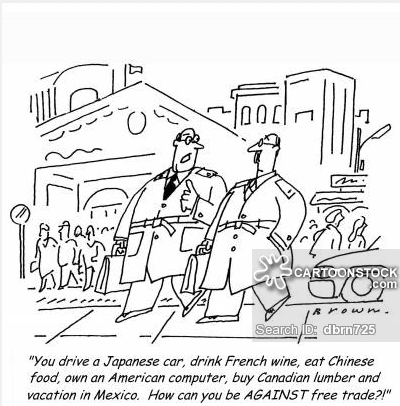 CARTOONSTOCK
.com
Brown.
Search ID: dbrn725
"You drive a Japanese car, drink French wine, eat Chinese
food, own an American computer, buy Canadian lumber and
vacation in Mexico. How can you be AGAINST free trade?!"